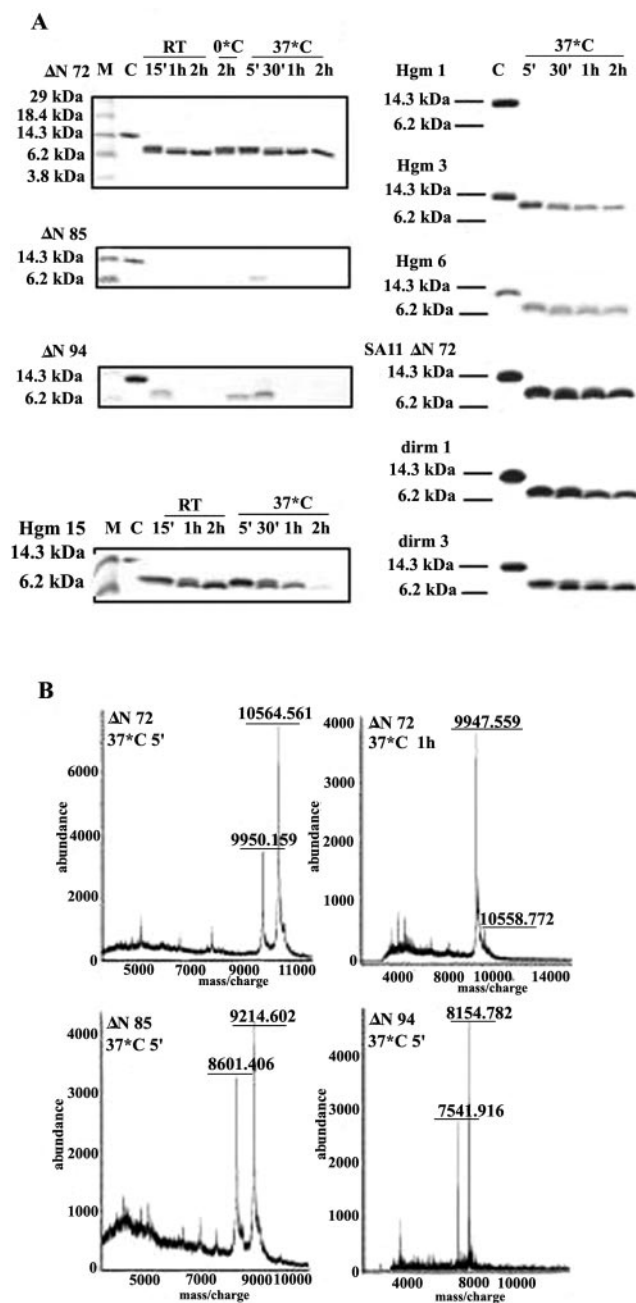 A
RT 0*C 37*C
ΔN 72 M C 15' 1h 2h 2h 5' 30' 1h 2h
29 kDa
18.4 kDa
14.3 kDa
6.2 kDa
3.8 kDa
ΔN 85
14.3 kDa
6.2 kDa
ΔN 94
14.3 kDa
6.2 kDa
RT 37*C
Hgm 15 M C 15' 1h 2h 5' 30' 1h 2h
14.3 kDa
6.2 kDa
37*C
Hgm 1 C 5' 30' 1h 2h
14.3 kDa
6.2 kDa
Hgm 3
14.3 kDa
6.2 kDa
Hgm 6
14.3 kDa
6.2 kDa
SA11 ΔN 72
14.3 kDa
6.2 kDa
dirm 1
14.3 kDa
6.2 kDa
dirm 3
14.3 kDa
6.2 kDa
B
ΔN 72
37*C 5'
10564.561
9950.159
abundance
6000
4000
2000
0
5000 7000 9000 11000
mass/charge
ΔN 72
37*C 1h
9947.559
10558.772
abundance
4000
3000
2000
1000
0
4000 8000 10000 14000
mass/charge
ΔN 85
37*C 5'
9214.602
8601.406
abundance
4000
3000
2000
1000
0
5000 7000 9000 10000
mass/charge
ΔN 94
37*C 5'
8154.782
7541.916
abundance
4000
3000
2000
1000
0
4000 8000 10000
mass/charge